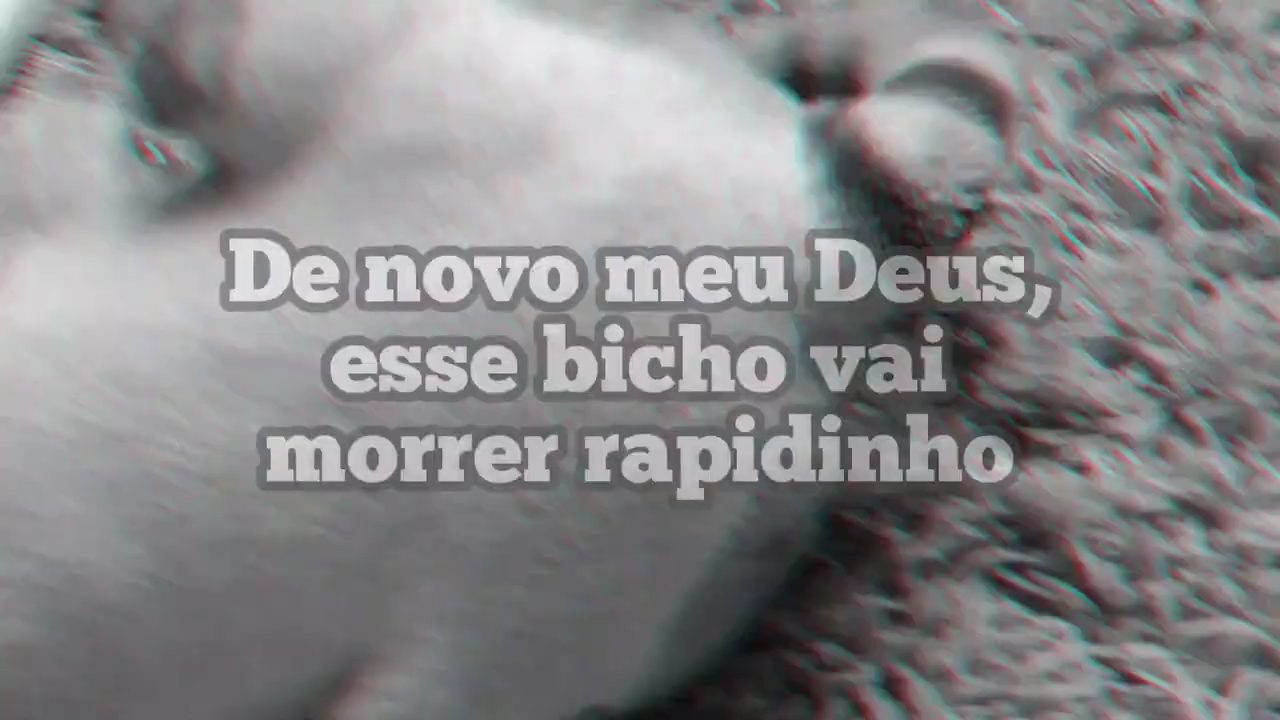 De novo meu Deus,
esse bicho vai
morrer rapidinho